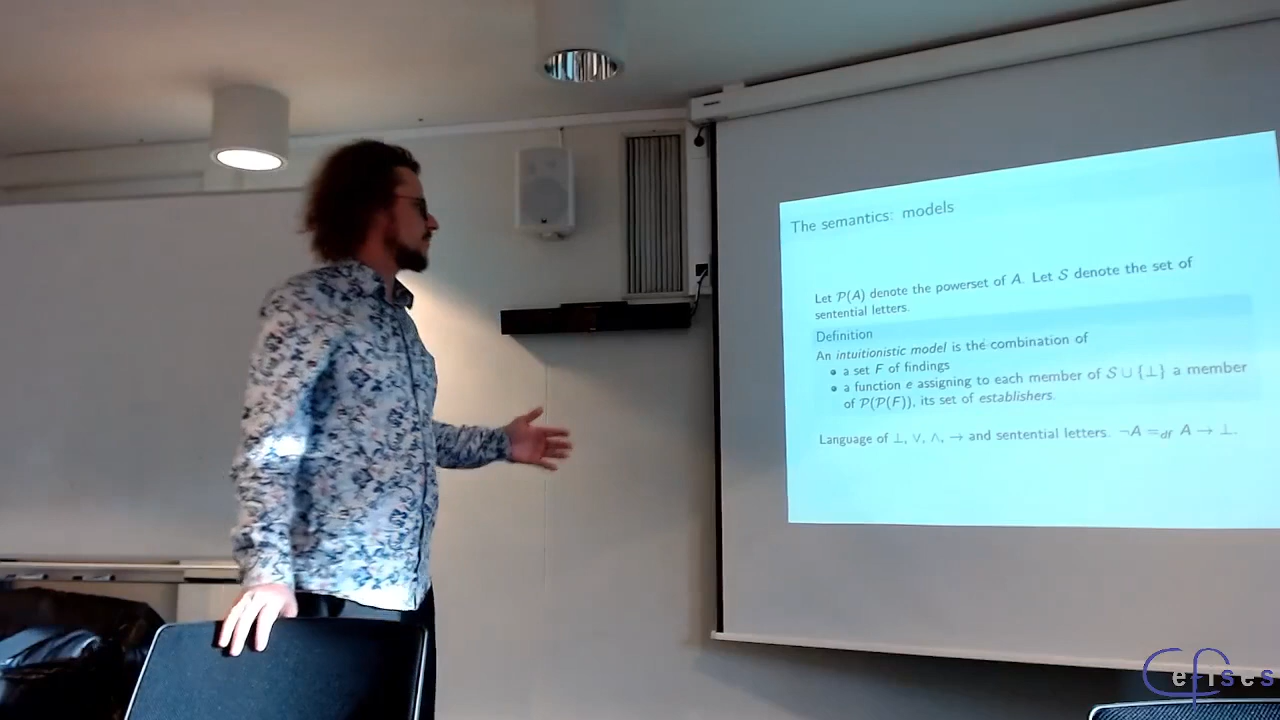 The semantics: models
Let P(A) denote the powerset of A. Let S denote the set of
sentential letters.
Definition
An intuitionistic model is the combination of
• a set F of findings
• a function e assigning to each member of S ∪ {⊥} a member
of P(P(F)), its set of establishers.
Language of ⊥, ∨, ∧, → and sentential letters. ¬A =df A → ⊥.
Cefises